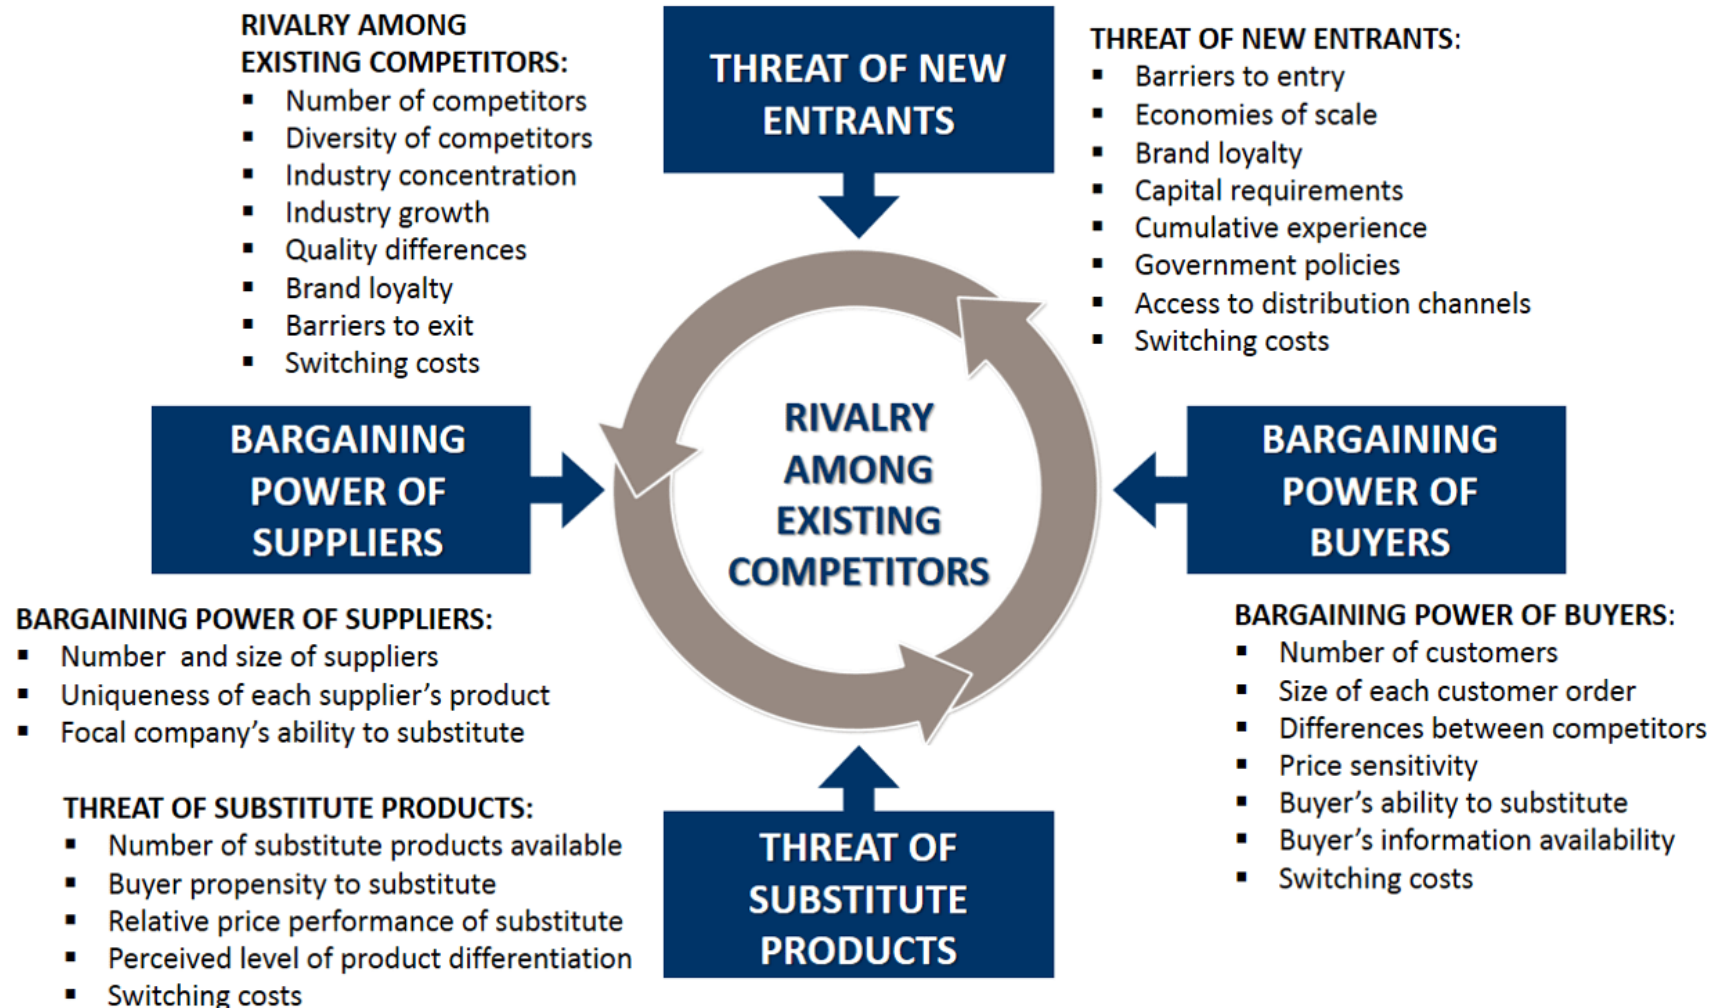 RIVALRY AMONG
EXISTING COMPETITORS:
▪ Number of competitors
▪ Diversity of competitors
▪ Industry concentration
▪ Industry growth
▪ Quality differences
▪ Brand loyalty
▪ Barriers to exit
▪ Switching costs
THREAT OF NEW
ENTRANTS
THREAT OF NEW ENTRANTS:
▪ Barriers to entry
▪ Economies of scale
▪ Brand loyalty
▪ Capital requirements
▪ Cumulative experience
▪ Government policies
▪ Access to distribution channels
▪ Switching costs
BARGAINING
POWER OF
SUPPLIERS
RIVALRY
AMONG
EXISTING
COMPETITORS
BARGAINING
POWER OF
BUYERS
BARGAINING POWER OF SUPPLIERS:
▪ Number and size of suppliers
▪ Uniqueness of each supplier’s product
▪ Focal company’s ability to substitute
BARGAINING POWER OF BUYERS:
▪ Number of customers
▪ Size of each customer order
▪ Differences between competitors
▪ Price sensitivity
▪ Buyer’s ability to substitute
▪ Buyer’s information availability
▪ Switching costs
THREAT OF SUBSTITUTE PRODUCTS:
▪ Number of substitute products available
▪ Buyer propensity to substitute
▪ Relative price performance of substitute
▪ Perceived level of product differentiation
▪ Switching costs
THREAT OF
SUBSTITUTE
PRODUCTS